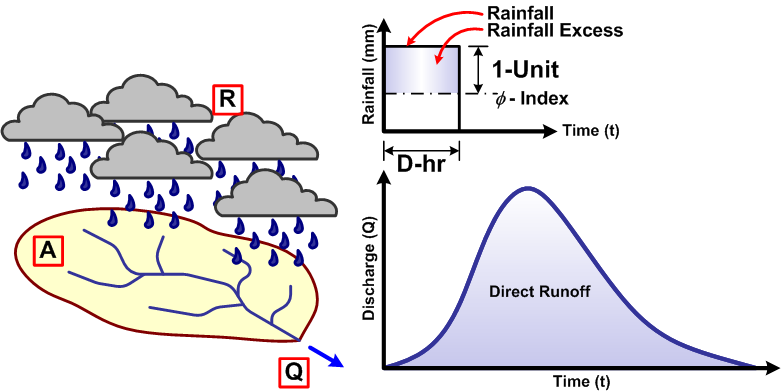 R
A
Q
Rainfall
Rainfall Excess
1-Unit
ϕ - Index
Rainfall (mm)
Time (t)
D-hr
Discharge (Q)
Direct Runoff
Time (t)